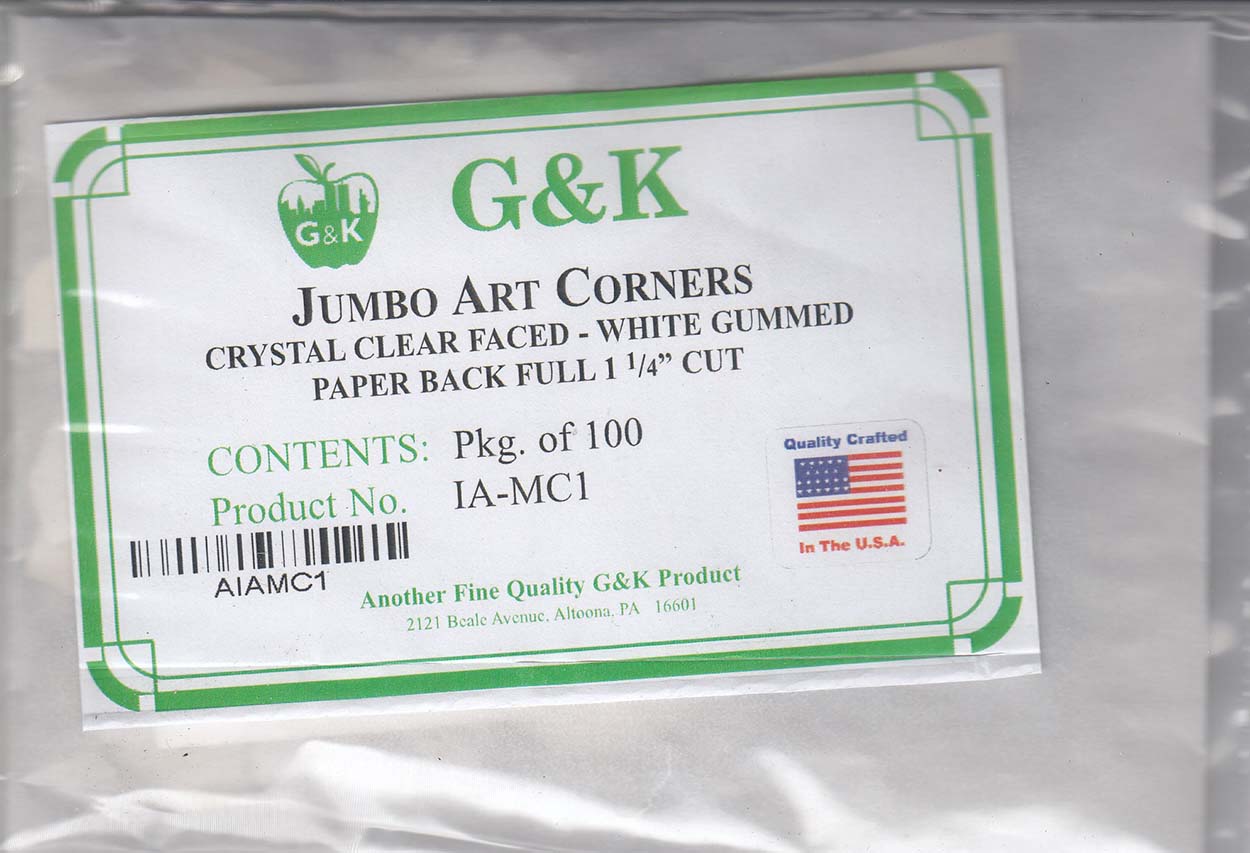 G&K
G&K
JUMBO ART CORNERS
CRYSTAL CLEAR FACED - WHITE GUMMED
PAPER BACK FULL 1 1/4” CUT
CONTENTS: Pkg. of 100
Product No. IA-MC1
AIAMC1
Quality Crafted
In The U.S.A.
Another Fine Quality G&K Product
2121 Beale Avenue, Altoona, PA 16601